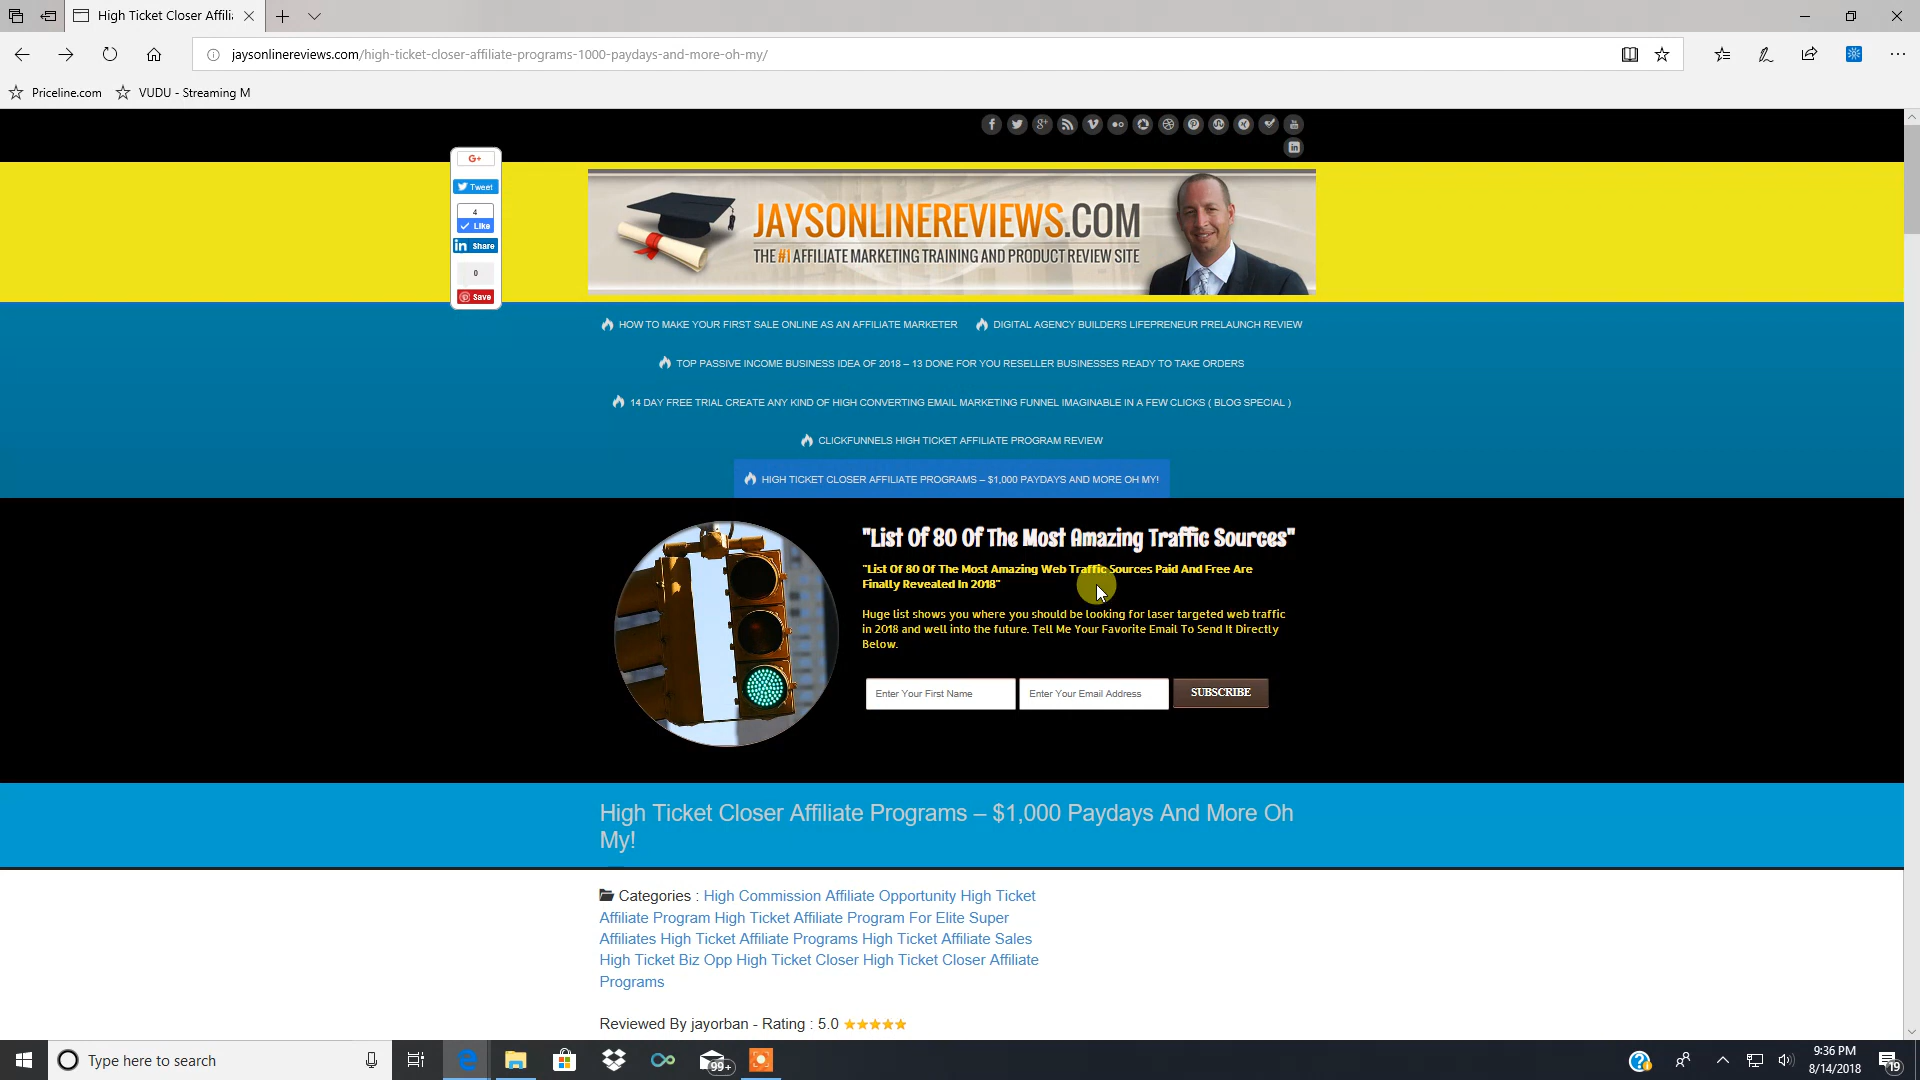 High Ticket Closer Affili
jaysonlinereviews.com/high-ticket-closer-affiliate-programs-1000-paydays-and-more-oh-my/
Priceline.com
VUDU - Streaming M
G+
Tweet
4
Like
in Share
0
Save
JAYSONLINEREVIEWS.COM
THE #1 AFFILIATE MARKETING TRAINING AND PRODUCT REVIEW SITE
HOW TO MAKE YOUR FIRST SALE ONLINE AS AN AFFILIATE MARKETER
DIGITAL AGENCY BUILDERS LIFEPRENEUR PRELAUNCH REVIEW
TOP PASSIVE INCOME BUSINESS IDEA OF 2018 – 13 DONE FOR YOU RESELLER BUSINESSES READY TO TAKE ORDERS
14 DAY FREE TRIAL CREATE ANY KIND OF HIGH CONVERTING EMAIL MARKETING FUNNEL IMAGINABLE IN A FEW CLICKS ( BLOG SPECIAL )
CLICKFUNNELS HIGH TICKET AFFILIATE PROGRAM REVIEW
HIGH TICKET CLOSER AFFILIATE PROGRAMS – $1,000 PAYDAYS AND MORE OH MY!
"List Of 80 Of The Most Amazing Traffic Sources"
"List Of 80 Of The Most Amazing Web Traffic Sources Paid And Free Are
Finally Revealed In 2018"
Huge list shows you where you should be looking for laser targeted web traffic
in 2018 and well into the future. Tell Me Your Favorite Email To Send It Directly
Below.
Enter Your First Name
Enter Your Email Address
SUBSCRIBE
High Ticket Closer Affiliate Programs – $1,000 Paydays And More Oh
My!
Categories : High Commission Affiliate Opportunity High Ticket
Affiliate Program High Ticket Affiliate Program For Elite Super
Affiliates High Ticket Affiliate Programs High Ticket Affiliate Sales
High Ticket Biz Opp High Ticket Closer High Ticket Closer Affiliate
Programs
Reviewed By jayorban - Rating : 5.0
Type here to search
99+
9:36 PM
8/14/2018
19